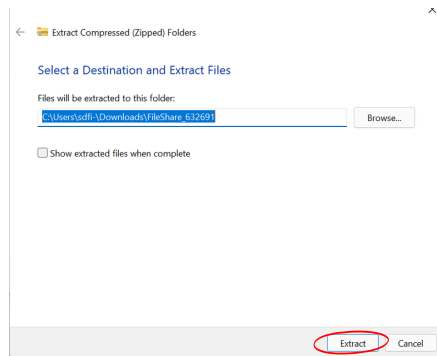 Extract Compressed (Zipped) Folders
Select a Destination and Extract Files
Files will be extracted to this folder:
C:\Users\sdfi-\Downloads\FileShare_632691
Browse...
Show extracted files when complete
Extract
Cancel